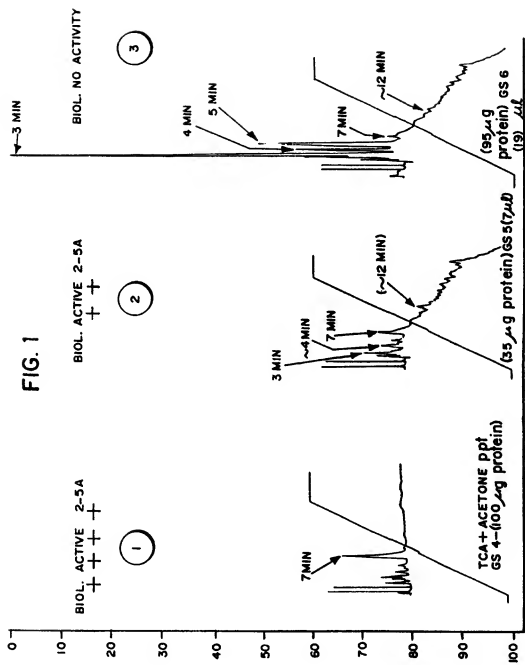 FIG. 1
BIOL. ACTIVE 2-5A
+ + + +
1
7 MIN
TCA + ACETONE ppt
GS 4-(100 µg protein)
BIOL. ACTIVE 2-5A
+ +
2
3 MIN
~4 MIN
7 MIN
(~12 MIN)
(35 µg protein) GS 5 (7 µl)
BIOL. NO ACTIVITY
3
3 MIN
4 MIN
5 MIN
7 MIN
~12 MIN
(95 µg
protein) GS 6
(19) µl
0
10
20
30
40
50
60
70
80
90
100